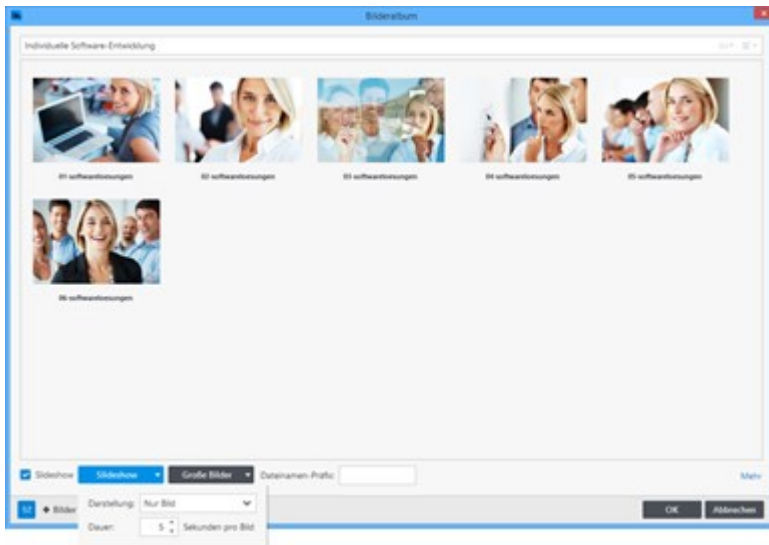 Bilderalbum
Individuelle Software-Entwicklung
01-softwareloesungen
02-softwareloesungen
03-softwareloesungen
04-softwareloesungen
05-softwareloesungen
06-softwareloesungen
Slideshow
Slideshow
Große Bilder
Dateinamen-Präfix:
Mehr
Bilder
OK
Abbrechen
Darstellung: Nur Bild
Dauer: 5 Sekunden pro Bild